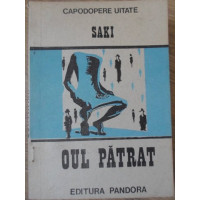 CAPODOPERE UITATE
SAKI
OUL PĂTRAT
EDITURA PANDORA